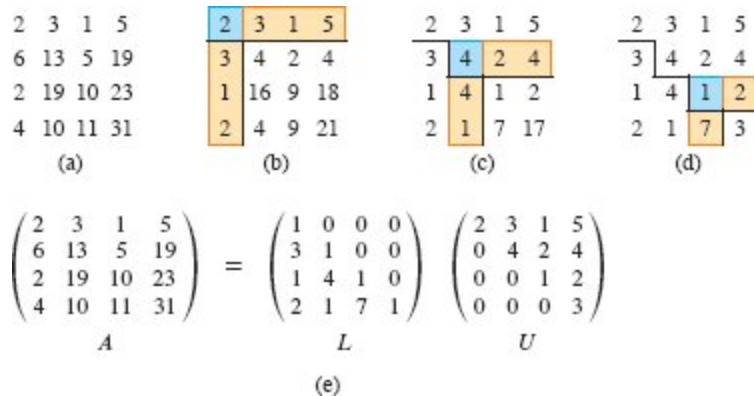 2 3 1 5 2 3 1 5 2 3 1 5 2 3 1 5
6 13 5 19 3 4 2 4 3 4 2 4 3 4 2 4
2 19 10 23 1 16 9 18 1 4 1 2 1 4 1 2
4 10 11 31 2 4 9 21 2 1 7 17 2 1 7 3
(a) (b) (c) (d)
2 3 1 5 1 0 0 0 2 3 1 5
6 13 5 19 3 1 0 0 0 4 2 4
=
2 19 10 23 1 4 1 0 0 0 1 2
4 10 11 31 2 1 7 1 0 0 0 3
A L U
(e)